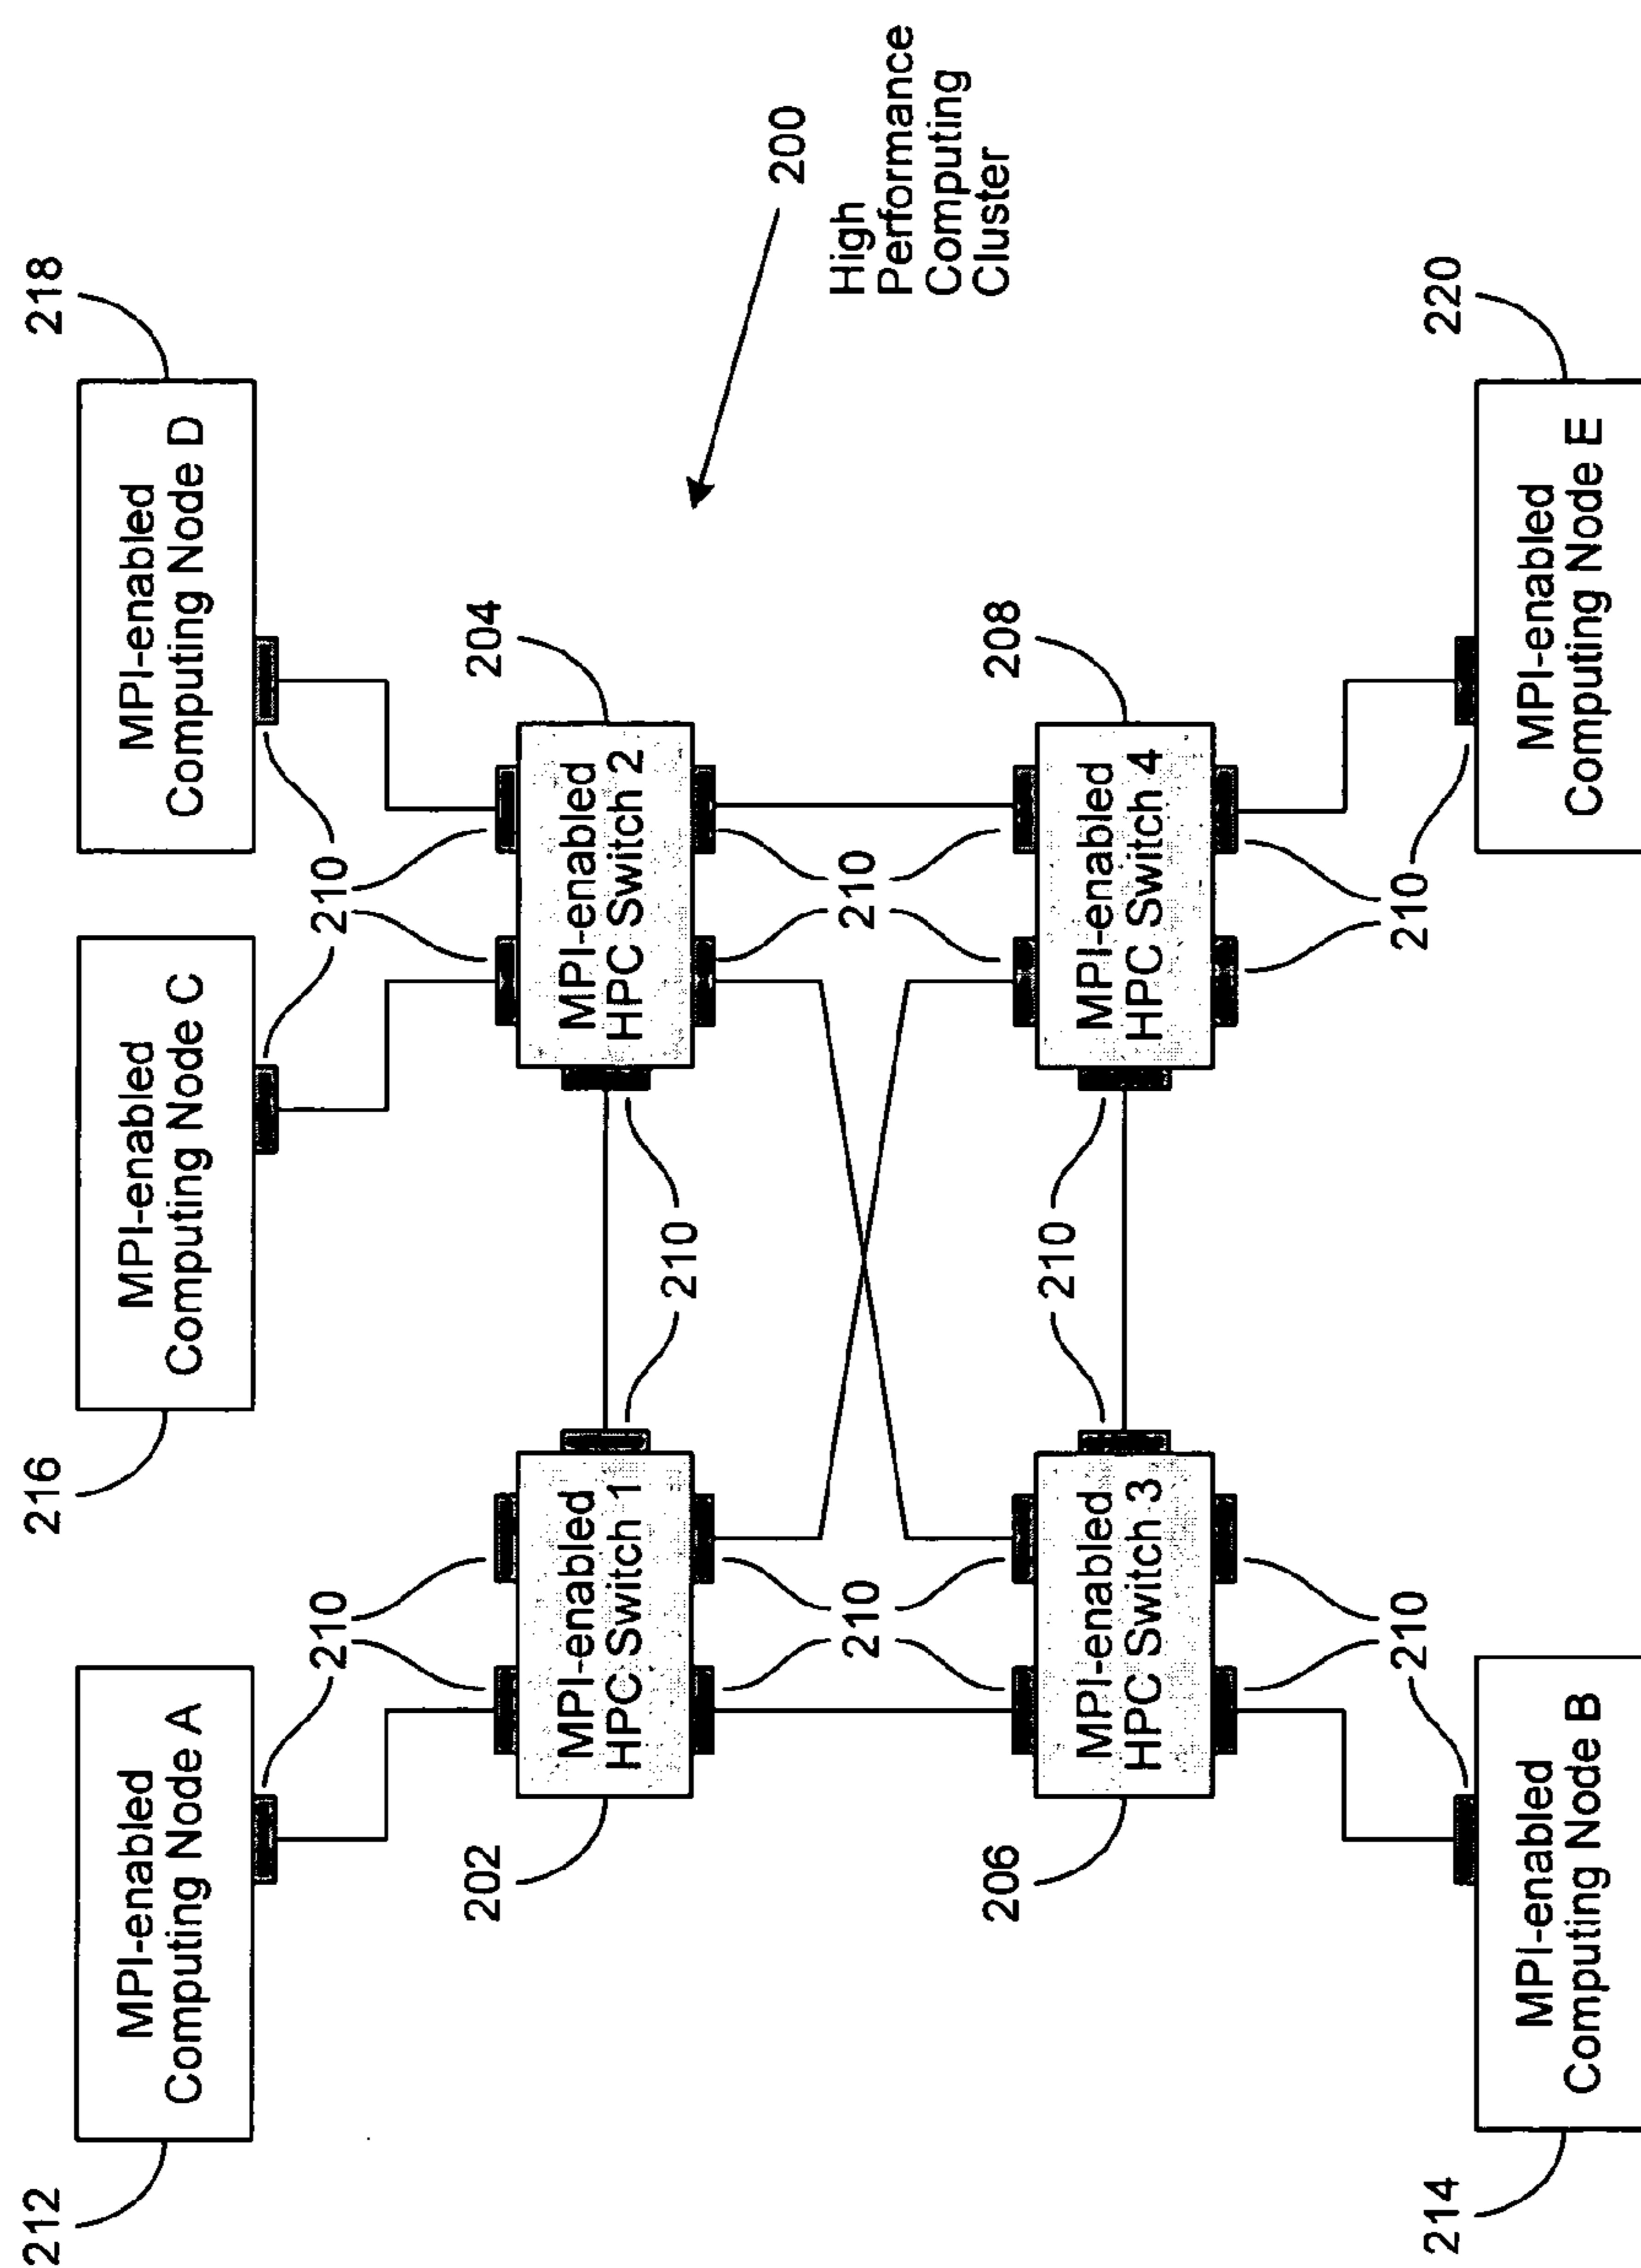 212
216
218
MPI-enabled
Computing Node A
MPI-enabled
Computing Node C
MPI-enabled
Computing Node D
210
210
202
204
MPI-enabled
HPC Switch 1
MPI-enabled
HPC Switch 2
210
200
High
Performance
Computing
Cluster
210
210
206
208
210
MPI-enabled
HPC Switch 3
MPI-enabled
HPC Switch 4
210
210
214
220
MPI-enabled
Computing Node B
MPI-enabled
Computing Node E